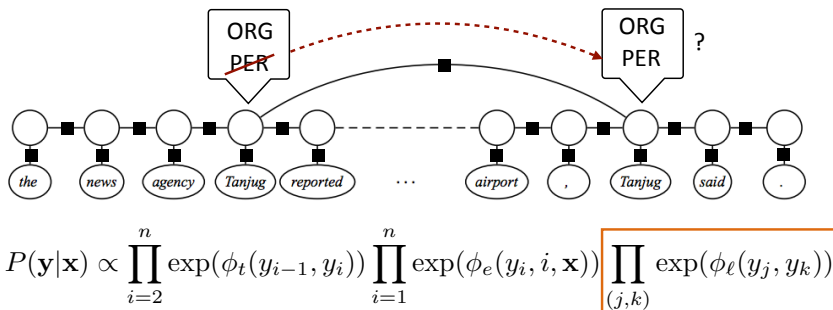 ORG
PER
ORG
PER ?
the news agency Tanjug reported ... airport , Tanjug said .
P(𝐲|𝐱) ∝ ∏_{i=2}^{n} exp(ϕ_t(y_{i−1}, y_i)) ∏_{i=1}^{n} exp(ϕ_e(y_i, i, 𝐱)) ∏_{(j,k)} exp(ϕ_ℓ(y_j, y_k))